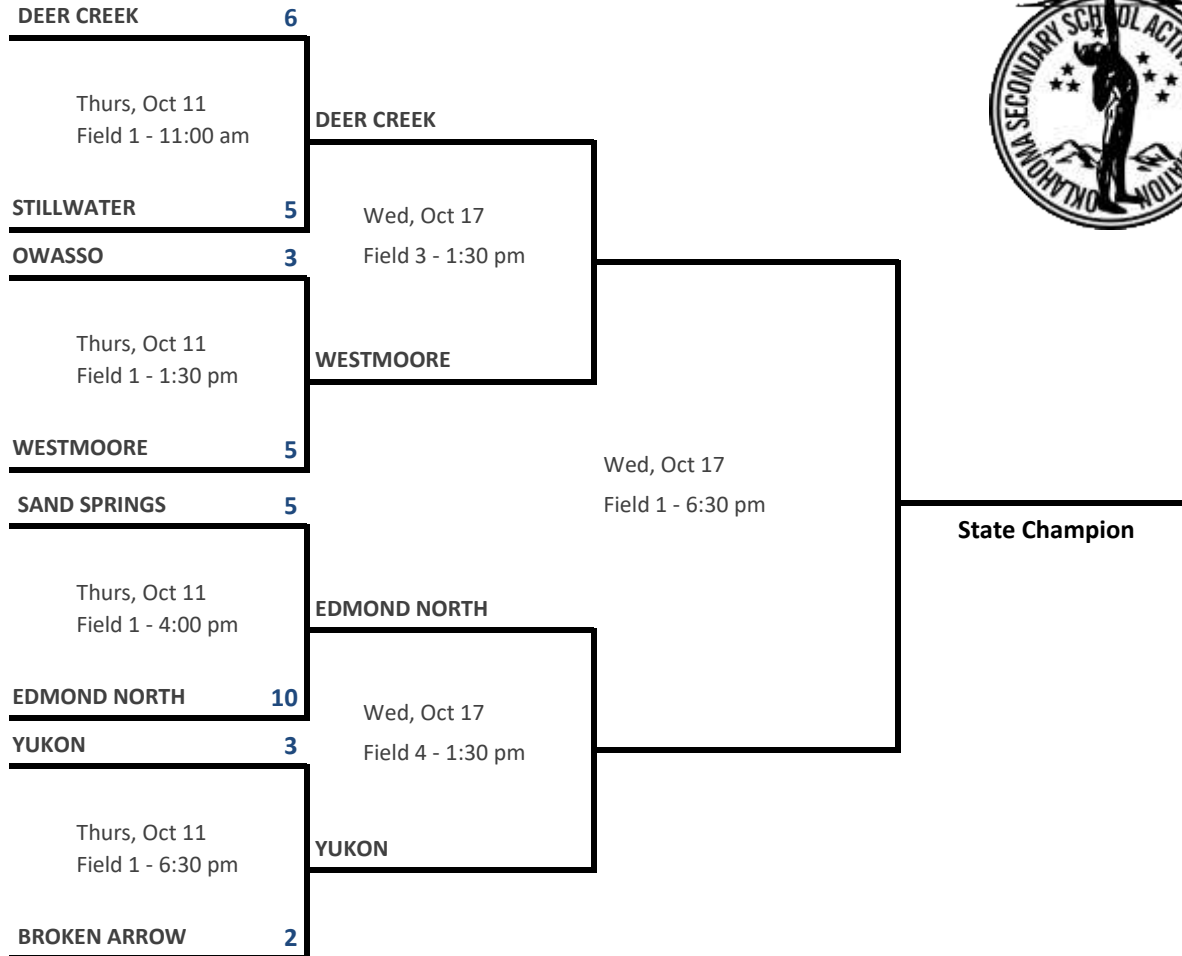 DEER CREEK 6
Thurs, Oct 11
Field 1 - 11:00 am
STILLWATER 5
OWASSO 3
Thurs, Oct 11
Field 1 - 1:30 pm
WESTMOORE 5
SAND SPRINGS 5
Thurs, Oct 11
Field 1 - 4:00 pm
EDMOND NORTH 10
YUKON 3
Thurs, Oct 11
Field 1 - 6:30 pm
BROKEN ARROW 2
DEER CREEK
Wed, Oct 17
Field 3 - 1:30 pm
WESTMOORE
EDMOND NORTH
Wed, Oct 17
Field 4 - 1:30 pm
YUKON
Wed, Oct 17
Field 1 - 6:30 pm
State Champion
OKLAHOMA SECONDARY